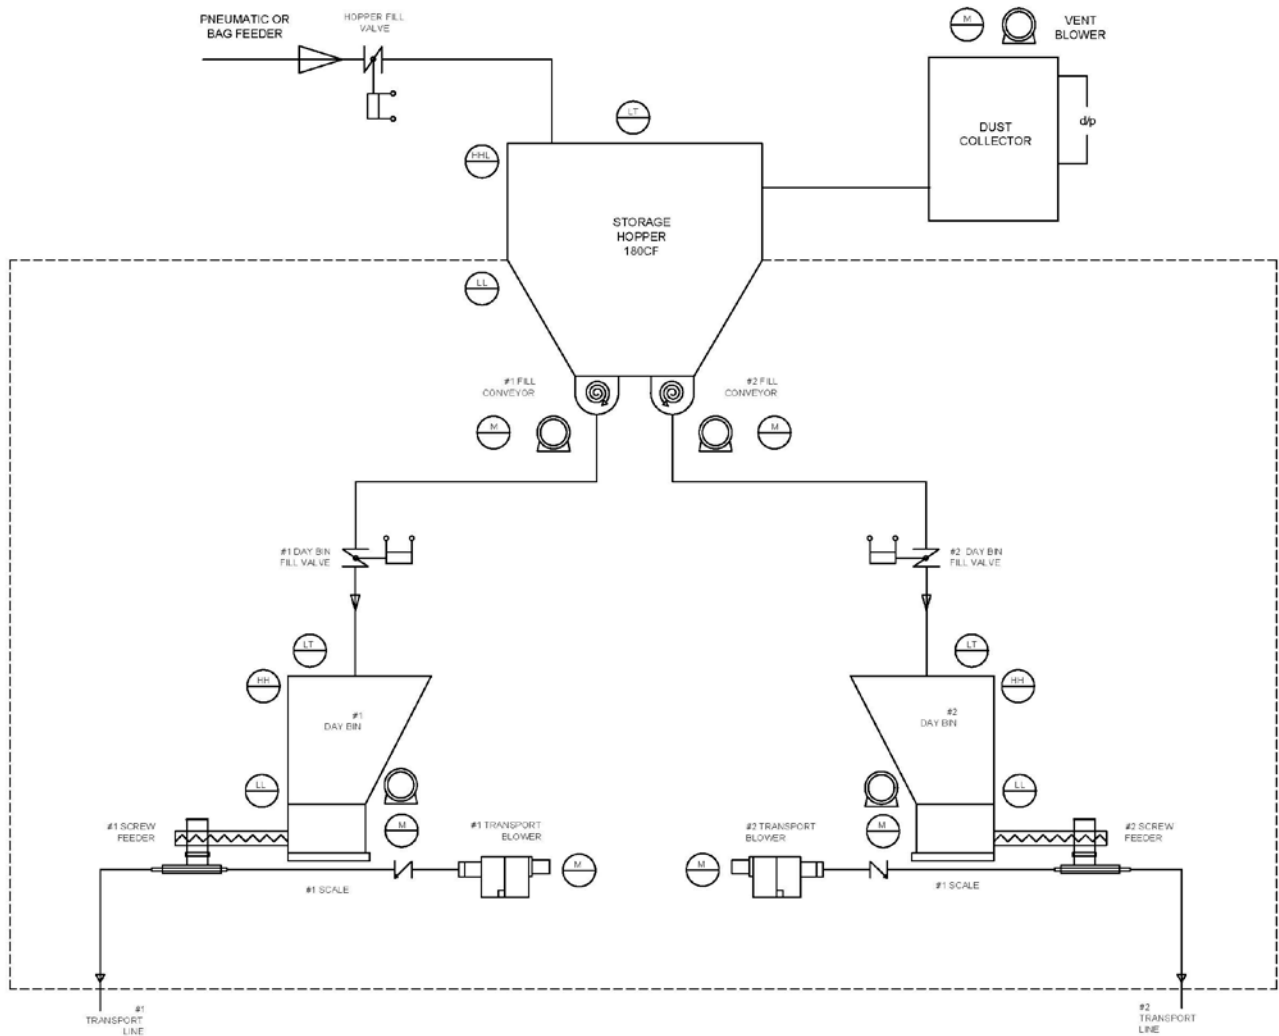 PNEUMATIC OR
BAG FEEDER
HOPPER FILL
VALVE
M
VENT
BLOWER
LT
HHL
DUST
COLLECTOR
d/p
STORAGE
HOPPER
180CF
LL
#1 FILL
CONVEYOR
#2 FILL
CONVEYOR
M
M
#1 DAY BIN
FILL VALVE
#2 DAY BIN
FILL VALVE
LT
LT
HH
HH
#1
DAY BIN
#2
DAY BIN
LL
LL
#1 SCREW
FEEDER
M
#1 TRANSPORT
BLOWER
M
#2 TRANSPORT
BLOWER
M
M
#2 SCREW
FEEDER
#1 SCALE
#1 SCALE
#1
TRANSPORT
LINE
#2
TRANSPORT
LINE